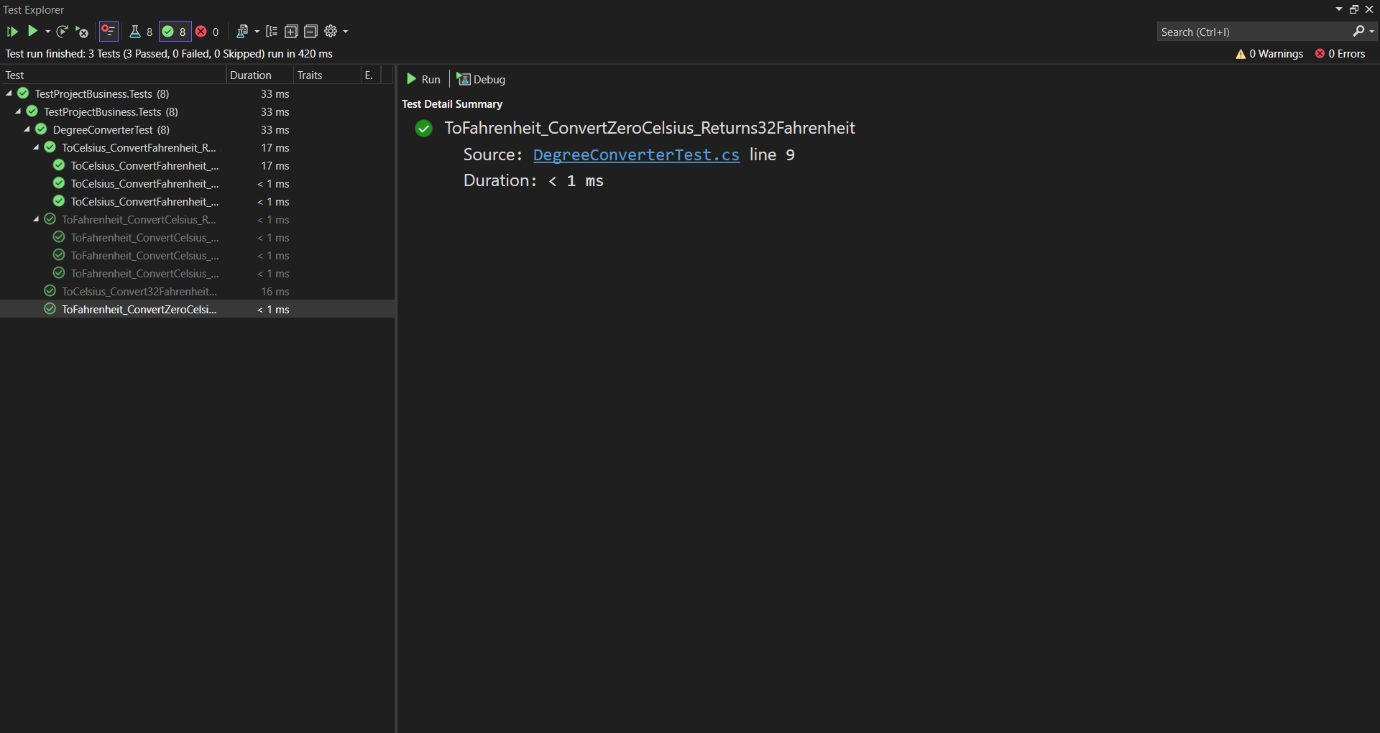 Test Explorer
8 8 0
Search (Ctrl+I)
Test run finished: 3 Tests (3 Passed, 0 Failed, 0 Skipped) run in 420 ms
0 Warnings 0 Errors
Test Duration Traits E.
TestProjectBusiness.Tests (8) 33 ms
TestProjectBusiness.Tests (8) 33 ms
DegreeConverterTest (8) 33 ms
ToCelsius_ConvertFahrenheit_R... 17 ms
ToCelsius_ConvertFahrenheit_... 17 ms
ToCelsius_ConvertFahrenheit_... < 1 ms
ToCelsius_ConvertFahrenheit_... < 1 ms
ToFahrenheit_ConvertCelsius_R... < 1 ms
ToFahrenheit_ConvertCelsius_... < 1 ms
ToFahrenheit_ConvertCelsius_... < 1 ms
ToFahrenheit_ConvertCelsius_... < 1 ms
ToCelsius_Convert32Fahrenheit... 16 ms
ToFahrenheit_ConvertZeroCelsi... < 1 ms
Run Debug
Test Detail Summary
ToFahrenheit_ConvertZeroCelsius_Returns32Fahrenheit
Source: DegreeConverterTest.cs line 9
Duration: < 1 ms